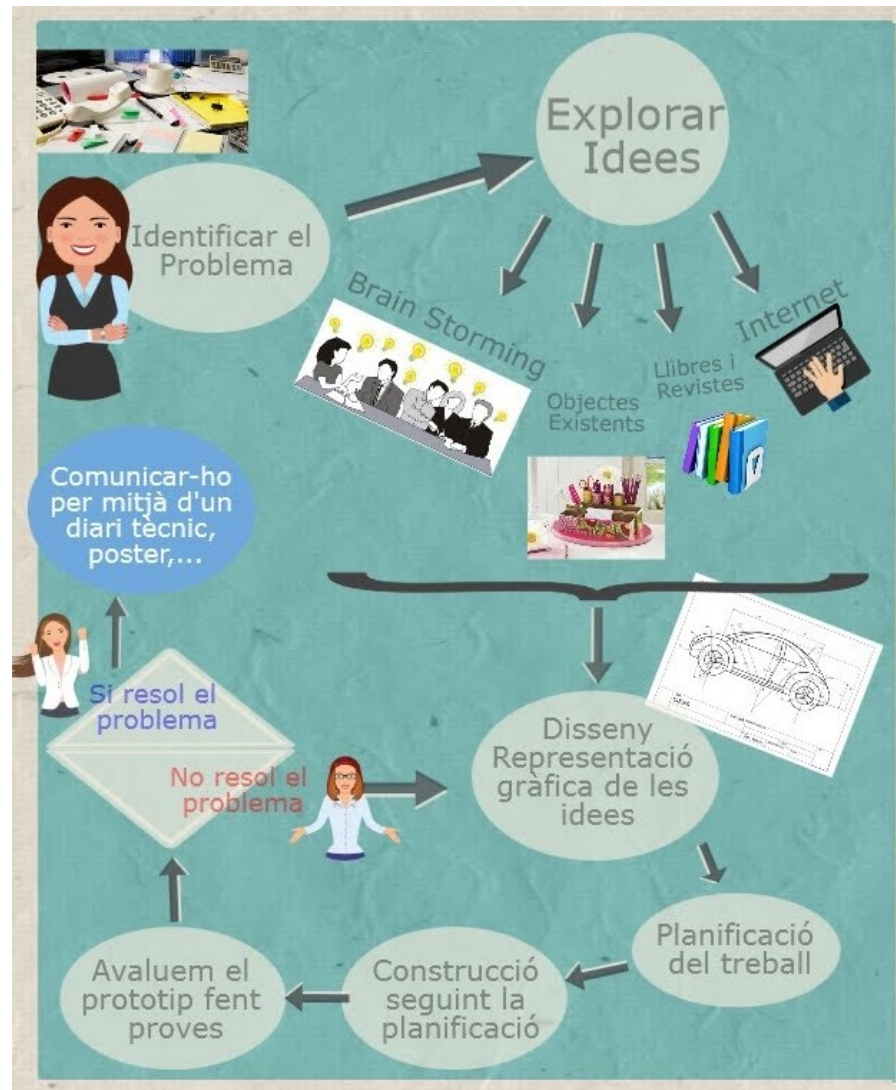 Explorar
Idees
Identificar el
Problema
Brain Storming
Objectes
Existents
Llibres i
Revistes
Internet
Disseny
Representació
gràfica de les
idees
Planificació
del treball
Construcció
seguint la
planificació
Avaluem el
prototip fent
proves
No resol el
problema
Si resol el
problema
Comunicar-ho
per mitjà d'un
diari tècnic,
poster,...